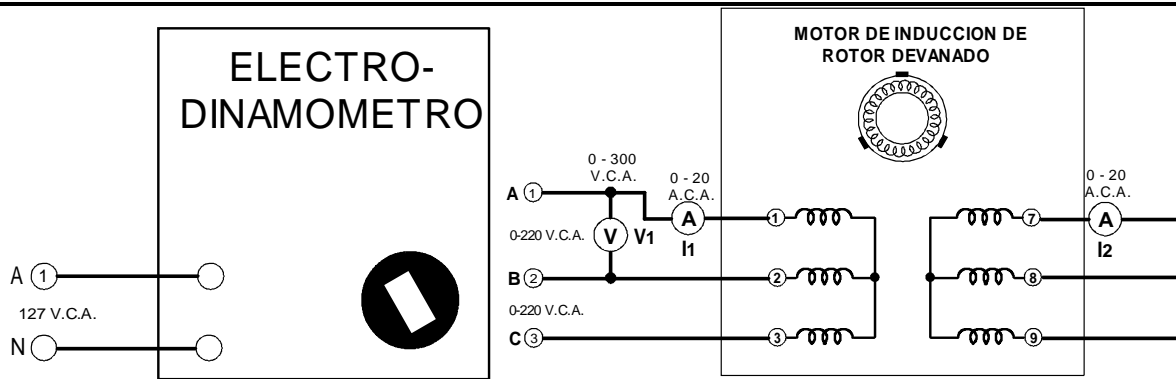 ELECTRO-
DINAMOMETRO
A 1
127 V.C.A.
N
MOTOR DE INDUCCION DE
ROTOR DEVANADO
0 - 300
V.C.A.
0 - 20
A.C.A.
A 1
A
I1
1
0-220 V.C.A.
V
V1
B 2
2
0-220 V.C.A.
C 3
3
7
8
9
0 - 20
A.C.A.
A
I2